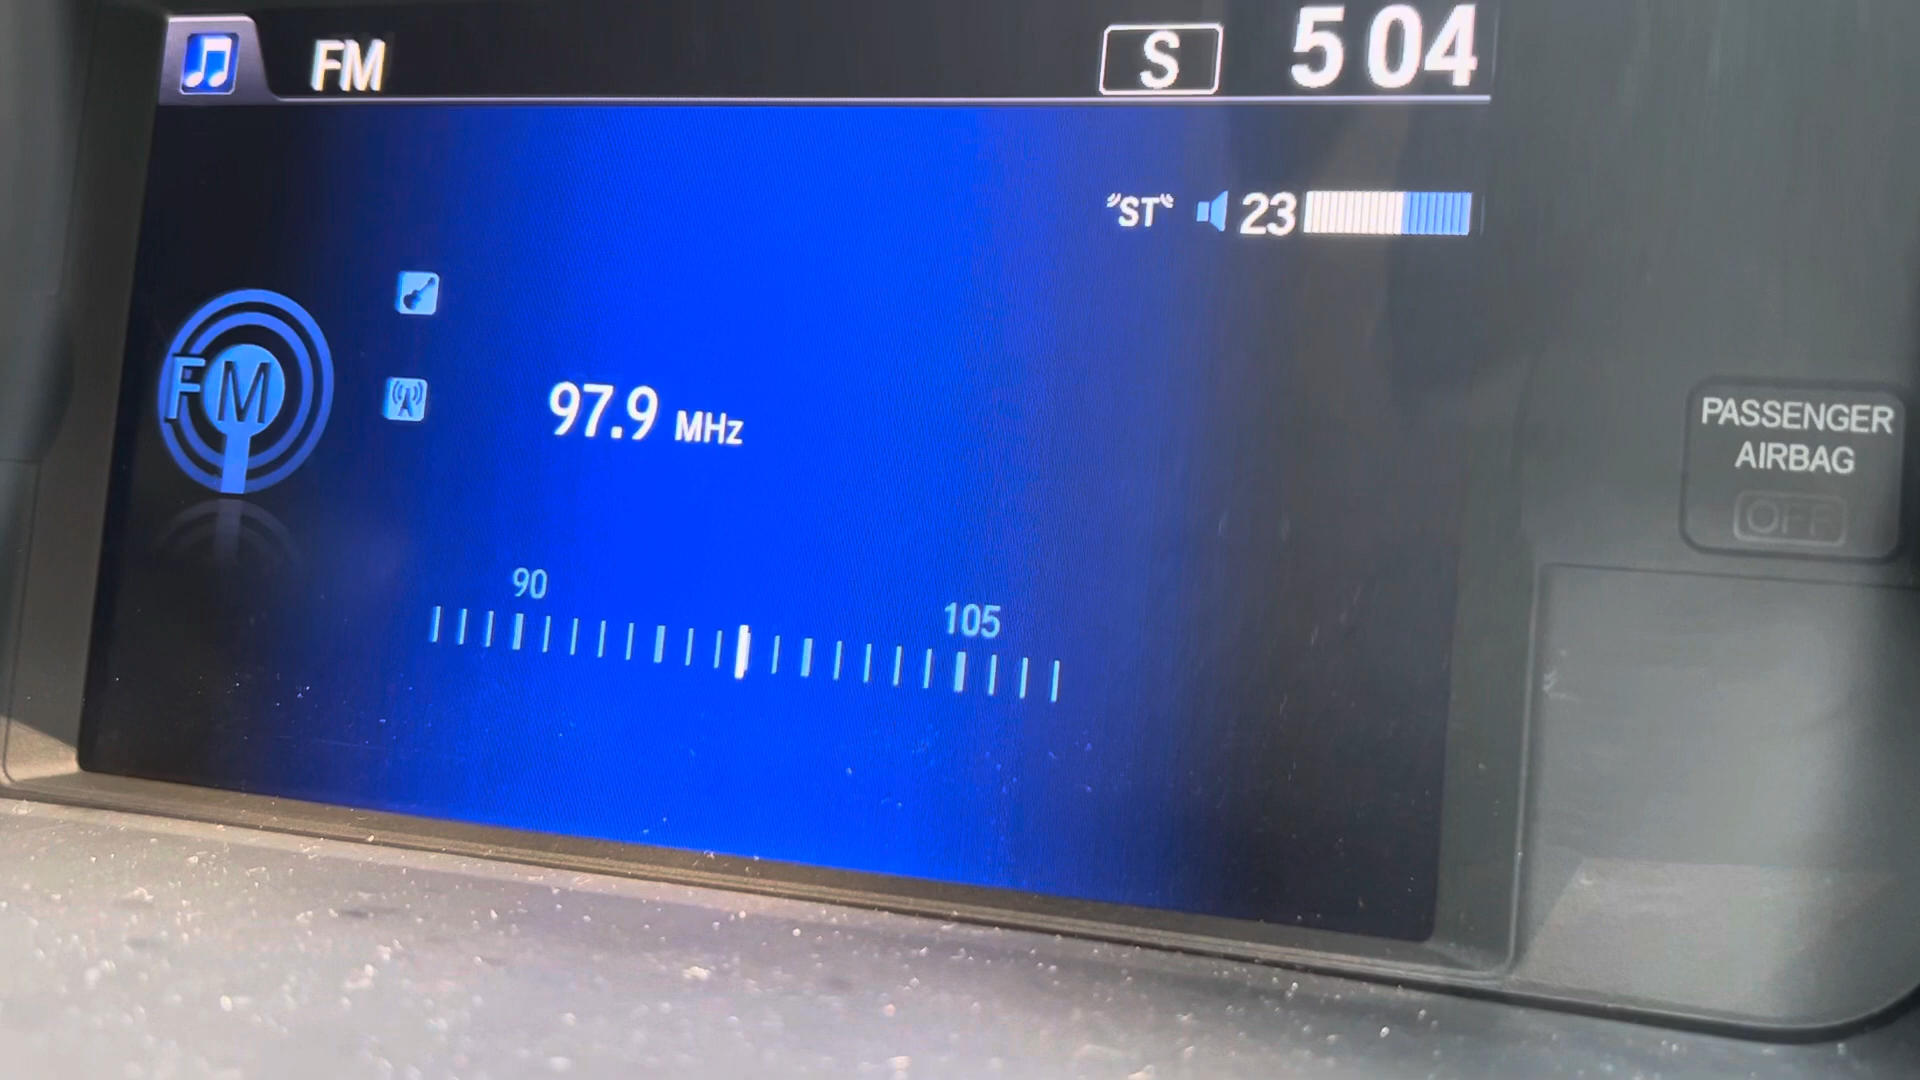 FM
S
5 04
"ST"
23
FM
97.9 MHz
90
105
PASSENGER
AIRBAG
OFF